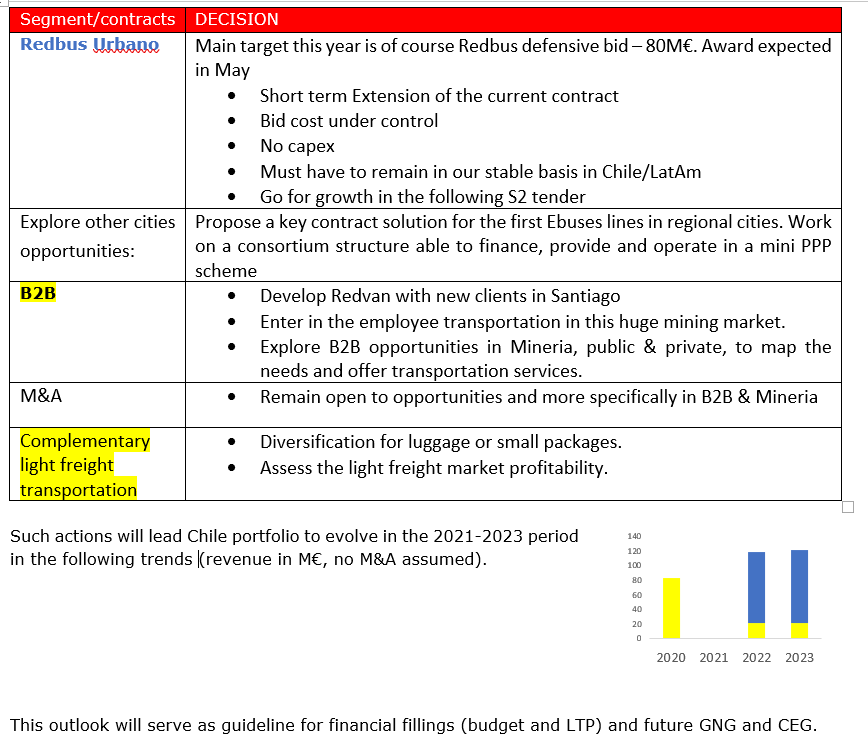 Segment/contracts DECISION
Redbus Urbano
Main target this year is of course Redbus defensive bid – 80M€. Award expected
in May
• Short term Extension of the current contract
• Bid cost under control
• No capex
• Must have to remain in our stable basis in Chile/LatAm
• Go for growth in the following S2 tender
Explore other cities
opportunities:
Propose a key contract solution for the first Ebuses lines in regional cities. Work
on a consortium structure able to finance, provide and operate in a mini PPP
scheme
B2B
• Develop Redvan with new clients in Santiago
• Enter in the employee transportation in this huge mining market.
• Explore B2B opportunities in Mineria, public & private, to map the
needs and offer transportation services.
M&A
• Remain open to opportunities and more specifically in B2B & Mineria
Complementary
light freight
transportation
• Diversification for luggage or small packages.
• Assess the light freight market profitability.
Such actions will lead Chile portfolio to evolve in the 2021-2023 period
in the following trends (revenue in M€, no M&A assumed).
140
120
100
80
60
40
20
0
2020 2021 2022 2023
This outlook will serve as guideline for financial fillings (budget and LTP) and future GNG and CEG.